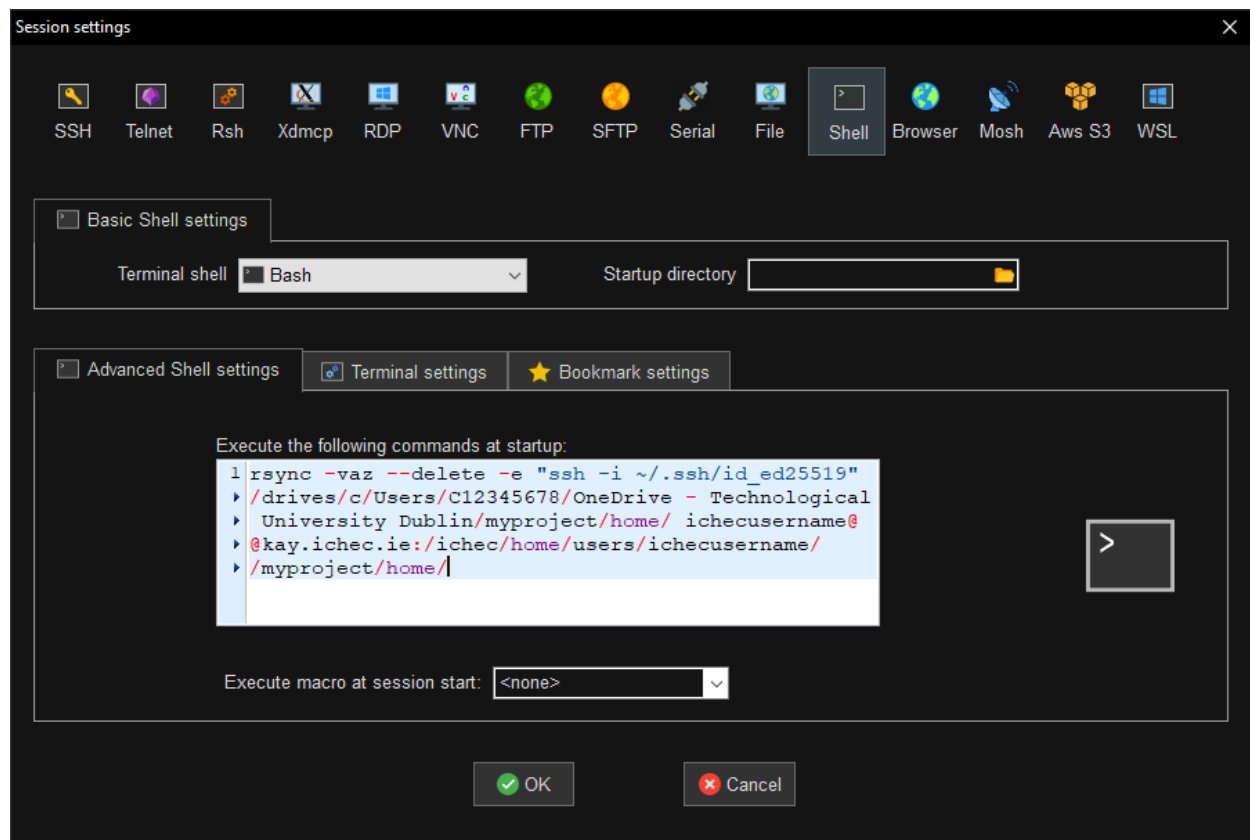 Session settings
SSH Telnet Rsh Xdmcp RDP VNC FTP SFTP Serial File Shell Browser Mosh Aws S3 WSL
Basic Shell settings
Terminal shell Bash Startup directory
Advanced Shell settings Terminal settings Bookmark settings
Execute the following commands at startup:
1 rsync -vaz --delete -e "ssh -i ~/.ssh/id_ed25519"
/drives/c/Users/C12345678/OneDrive - Technological
University Dublin/myproject/home/ ichecusername@
@kay.ichec.ie:/ichec/home/users/ichecusername/
/myproject/home/
Execute macro at session start: <none>
OK Cancel